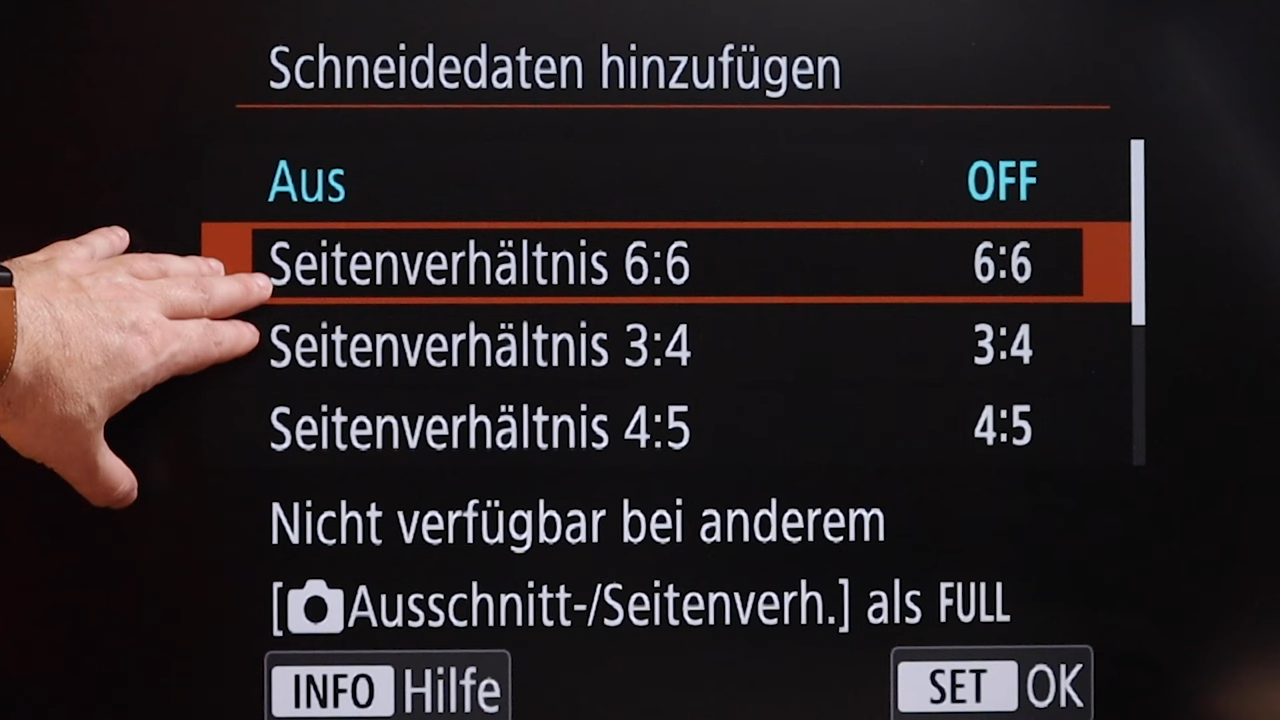 Schneidedaten hinzufügen
Aus OFF
Seitenverhältnis 6:6 6:6
Seitenverhältnis 3:4 3:4
Seitenverhältnis 4:5 4:5
Nicht verfügbar bei anderem
[Ausschnitt-/Seitenverh.] als FULL
INFO Hilfe SET OK